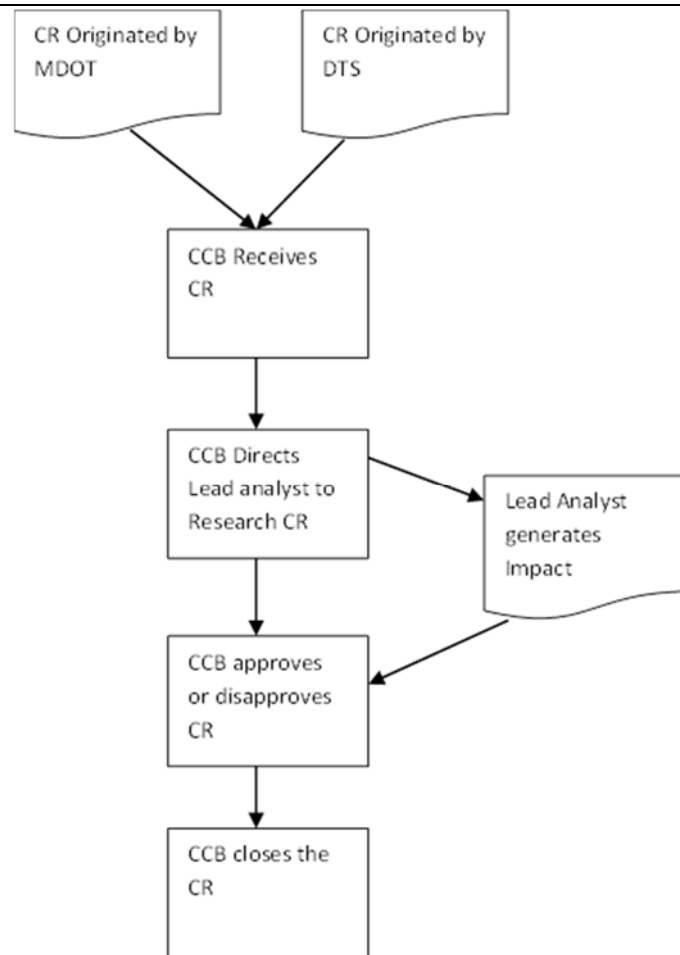 CR Originated by
MDOT
CR Originated by
DTS
CCB Receives
CR
CCB Directs
Lead analyst to
Research CR
Lead Analyst
generates
Impact
CCB approves
or disapproves
CR
CCB closes the
CR